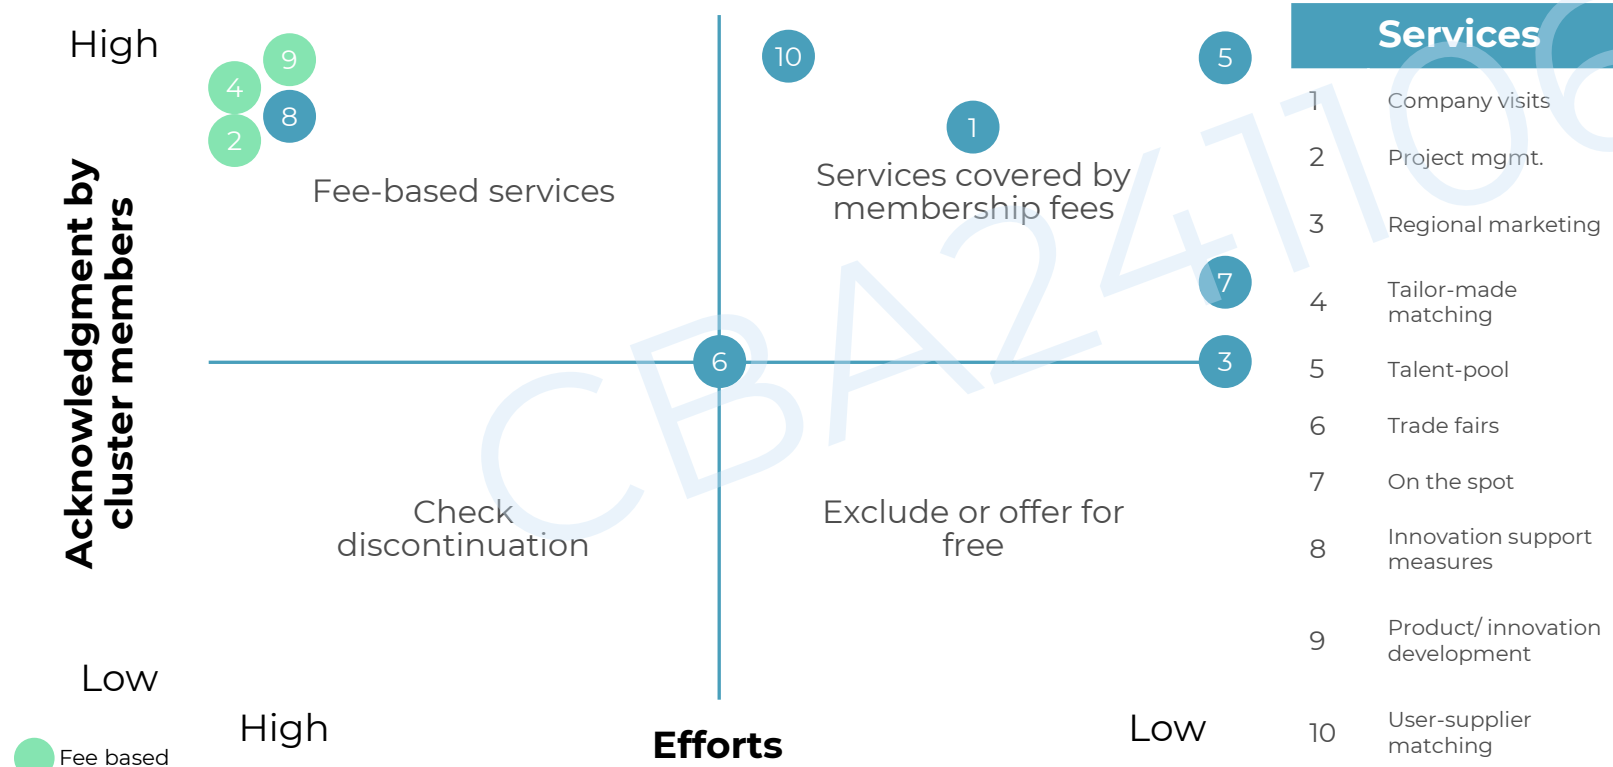 High
9
4
8
2
Fee-based services
10
5
1
Services covered by
membership fees
7
6
3
Check
discontinuation
Exclude or offer for
free
Acknowledgment by
cluster members
Low
High
Efforts
Low
Fee based
Services
1 Company visits
2 Project mgmt.
3 Regional marketing
4 Tailor-made
matching
5 Talent-pool
6 Trade fairs
7 On the spot
8 Innovation support
measures
9 Product/ innovation
development
10 User-supplier
matching
CBA241106